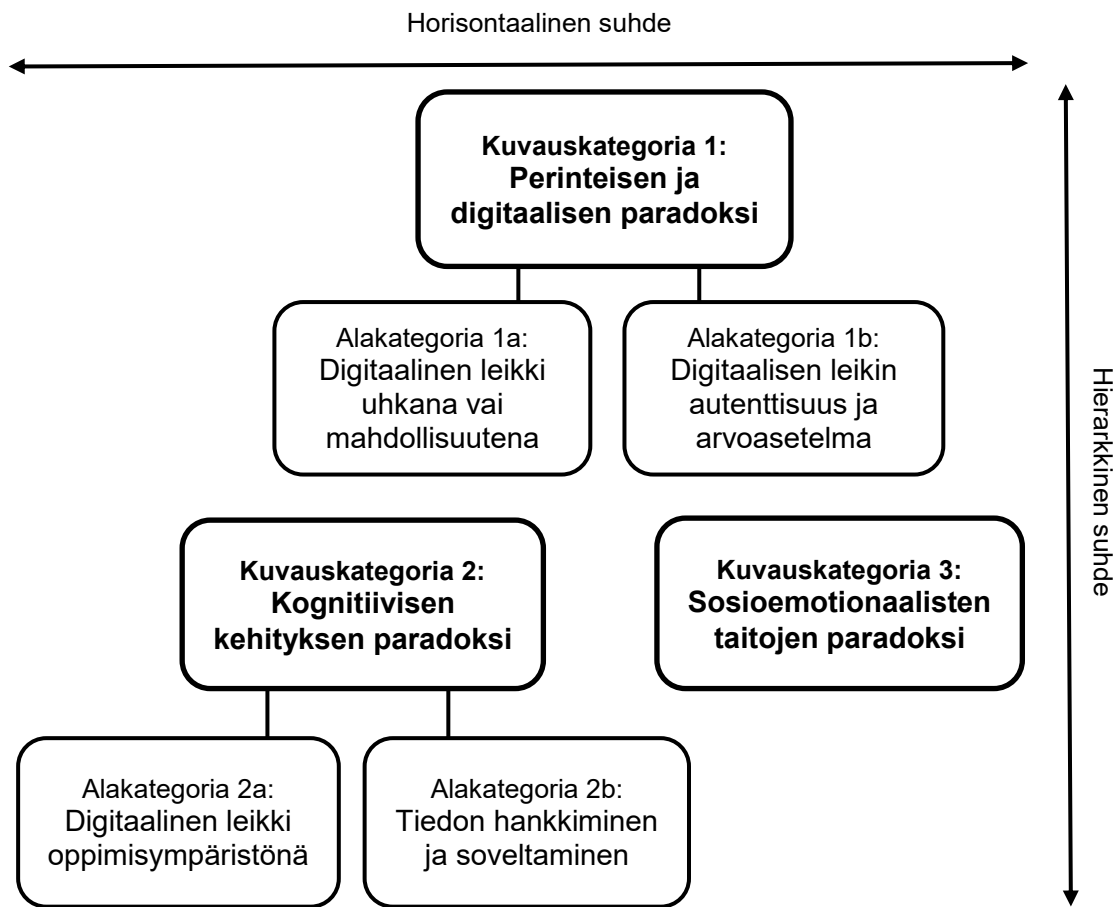 Horisontaalinen suhde
Kuvauskategoria 1:
Perinteisen ja
digitaalisen paradoksi
Alakategoria 1a:
Digitaalinen leikki
uhkana vai
mahdollisuutena
Alakategoria 1b:
Digitaalisen leikin
autenttisuus ja
arvoasetelma
Hierarkkinen suhde
Kuvauskategoria 2:
Kognitiivisen
kehityksen paradoksi
Kuvauskategoria 3:
Sosioemotionaalisten
taitojen paradoksi
Alakategoria 2a:
Digitaalinen leikki
oppimisympäristönä
Alakategoria 2b:
Tiedon hankkiminen
ja soveltaminen